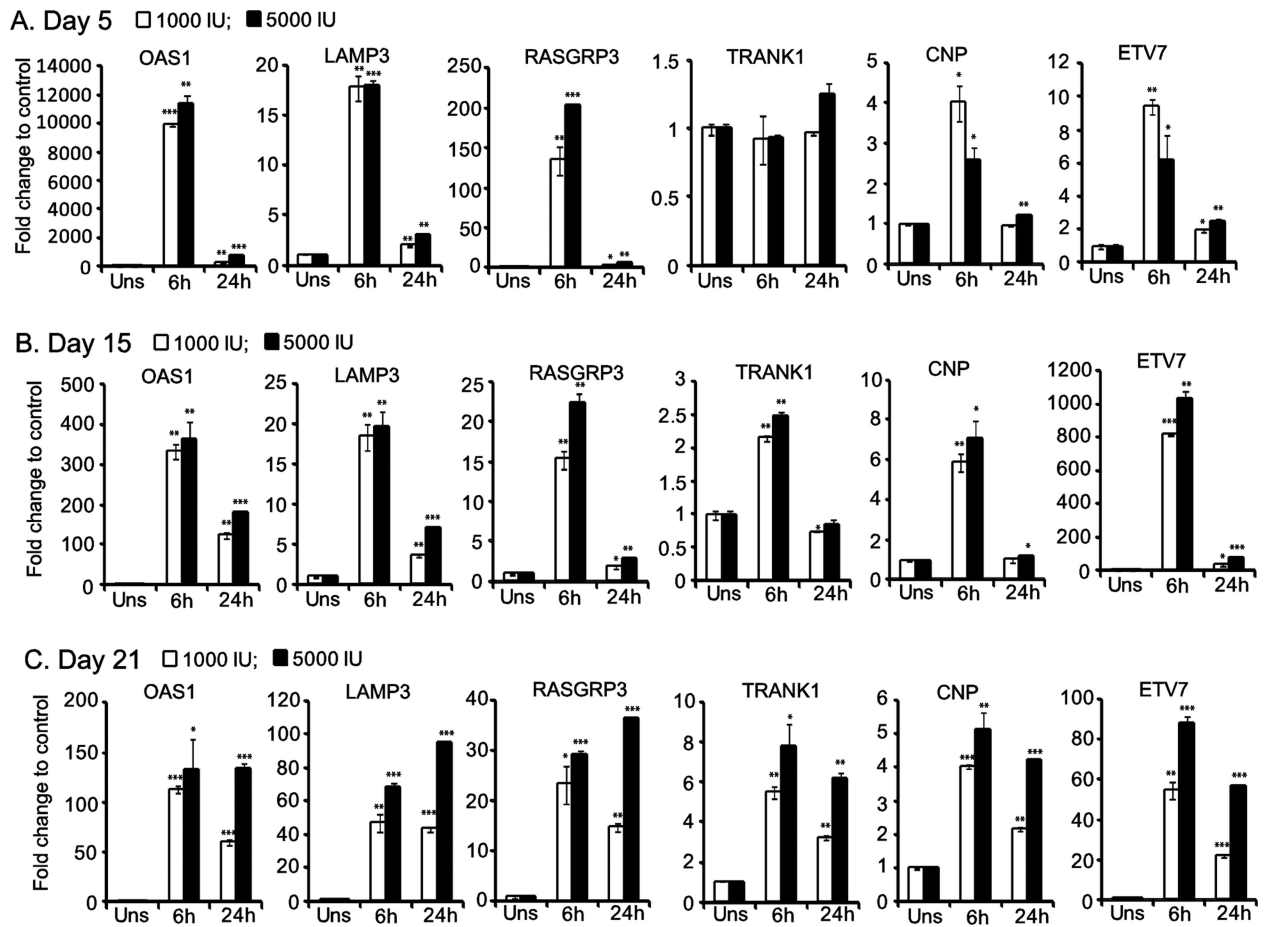 A. Day 5 1000 IU; 5000 IU
OAS1 LAMP3 RASGRP3 TRANK1 CNP ETV7
Fold change to control
14000 12000 10000 8000 6000 4000 2000 0
** *** ** ***
Uns 6h 24h
20 15 10 5 0
** *** ** **
Uns 6h 24h
250 200 150 100 50 0
** *** * **
Uns 6h 24h
1.5 1 0.5 0
Uns 6h 24h
5 4 3 2 1 0
* * **
Uns 6h 24h
12 10 8 6 4 2 0
** * * **
Uns 6h 24h
B. Day 15 1000 IU; 5000 IU
OAS1 LAMP3 RASGRP3 TRANK1 CNP ETV7
Fold change to control
500 400 300 200 100 0
** ** ** ***
Uns 6h 24h
25 20 15 10 5 0
** ** ** ***
Uns 6h 24h
25 20 15 10 5 0
** ** * **
Uns 6h 24h
3 2.5 2 1.5 1 0.5 0
** ** *
Uns 6h 24h
10 8 6 4 2 0
** * *
Uns 6h 24h
1200 1000 800 600 400 200 0
*** ** * ***
Uns 6h 24h
C. Day 21 1000 IU; 5000 IU
OAS1 LAMP3 RASGRP3 TRANK1 CNP ETV7
Fold change to control
200 150 100 50 0
*** * *** ***
Uns 6h 24h
120 100 80 60 40 20 0
** *** *** ***
Uns 6h 24h
40 30 20 10 0
* *** ** ***
Uns 6h 24h
10 8 6 4 2 0
** * ** **
Uns 6h 24h
6 5 4 3 2 1 0
*** ** ** ***
Uns 6h 24h
100 80 60 40 20 0
** *** *** ***
Uns 6h 24h